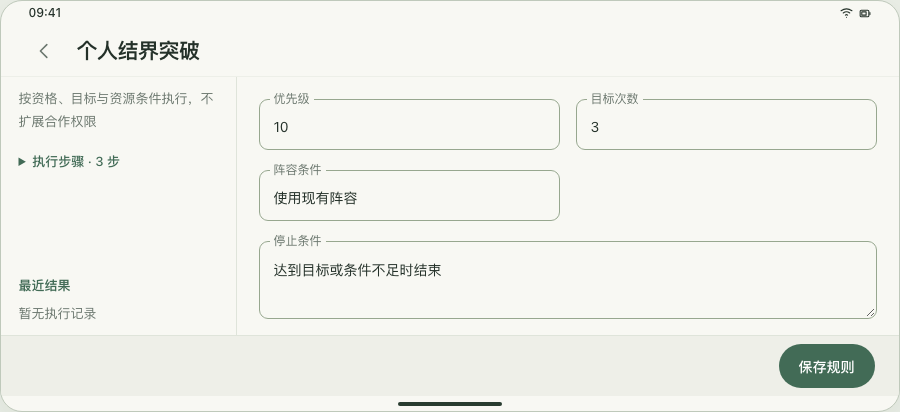 09:41
个人结界突破
按资格、目标与资源条件执行，不
扩展合作权限
执行步骤 · 3 步
最近结果
暂无执行记录
优先级
10
目标次数
3
阵容条件
使用现有阵容
停止条件
达到目标或条件不足时结束
保存规则